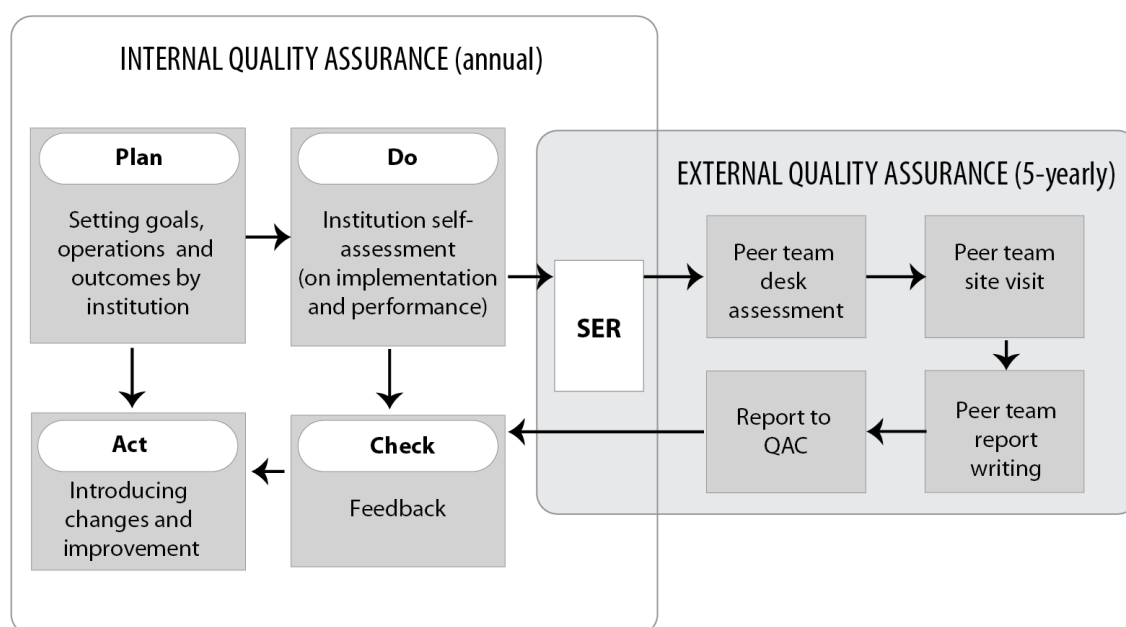 INTERNAL QUALITY ASSURANCE (annual)
Plan
Setting goals,
operations and
outcomes by
institution
Do
Institution self-
assessment
(on implementation
and performance)
SER
EXTERNAL QUALITY ASSURANCE (5-yearly)
Peer team
desk
assessment
Peer team
site visit
Peer team
report
writing
Report to
QAC
Check
Feedback
Act
Introducing
changes and
improvement